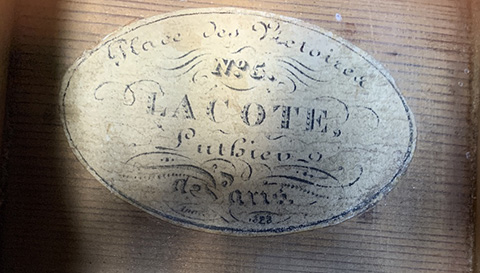 Place des Victoires
N° 5.
LACOTE,
Luthier
de Paris.